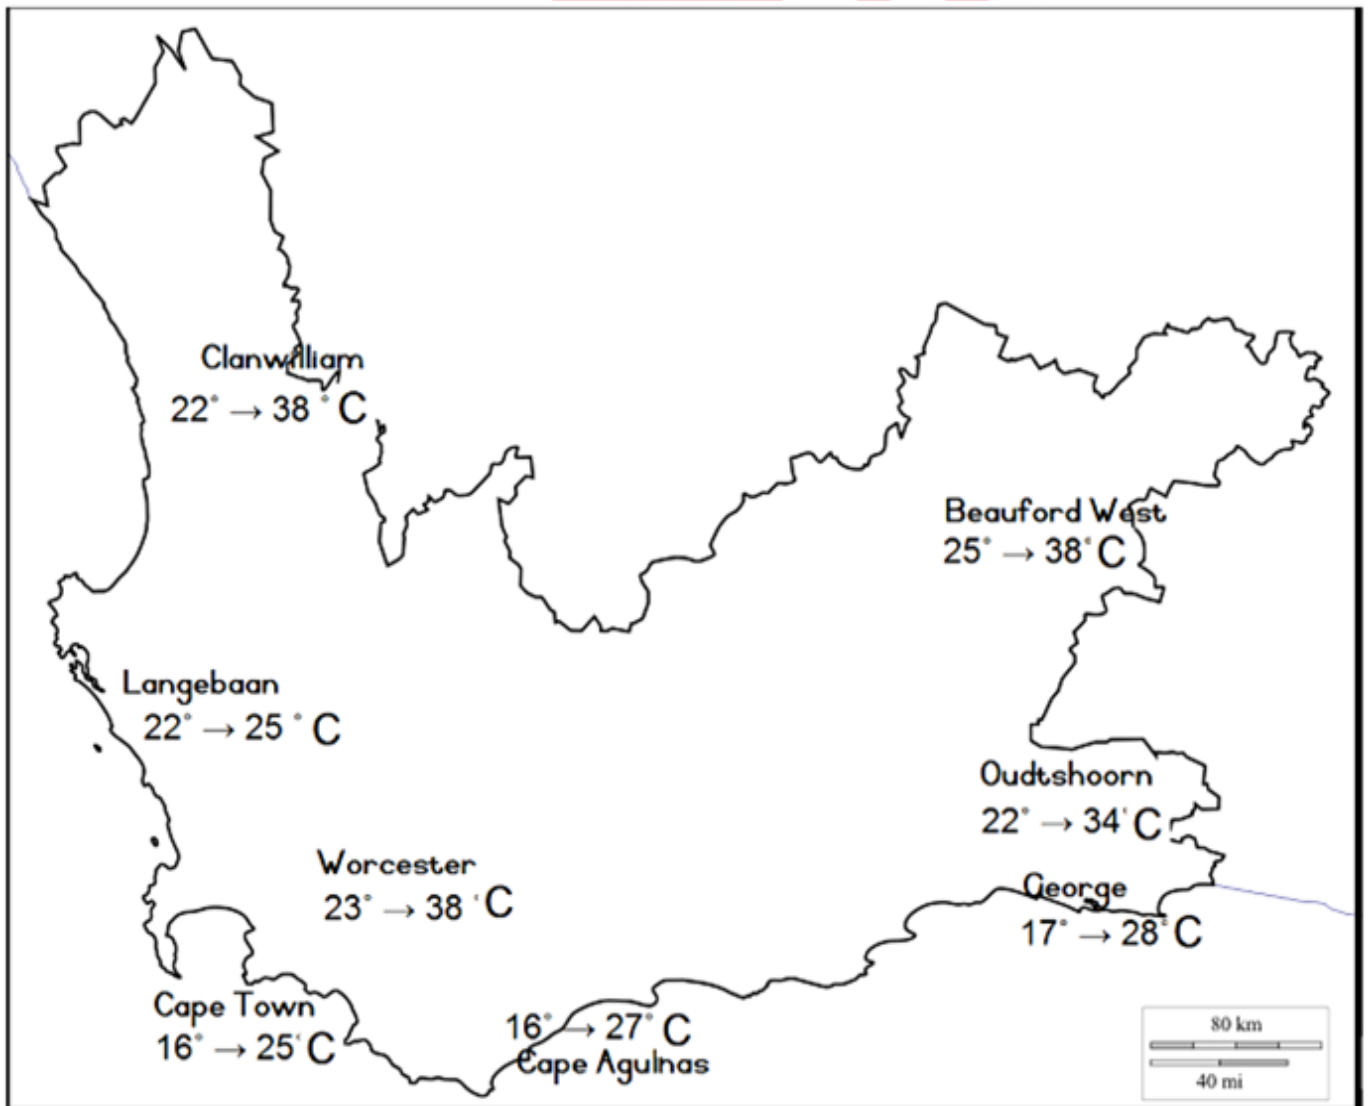 Clanwilliam
22° → 38 °C
Beauford West
25° → 38°C
Langebaan
22° → 25 °C
Oudtshoorn
22° → 34°C
Worcester
23° → 38 °C
George
17° → 28°C
Cape Town
16° → 25°C
16° → 27°C
Cape Agulnas
80 km
40 mi